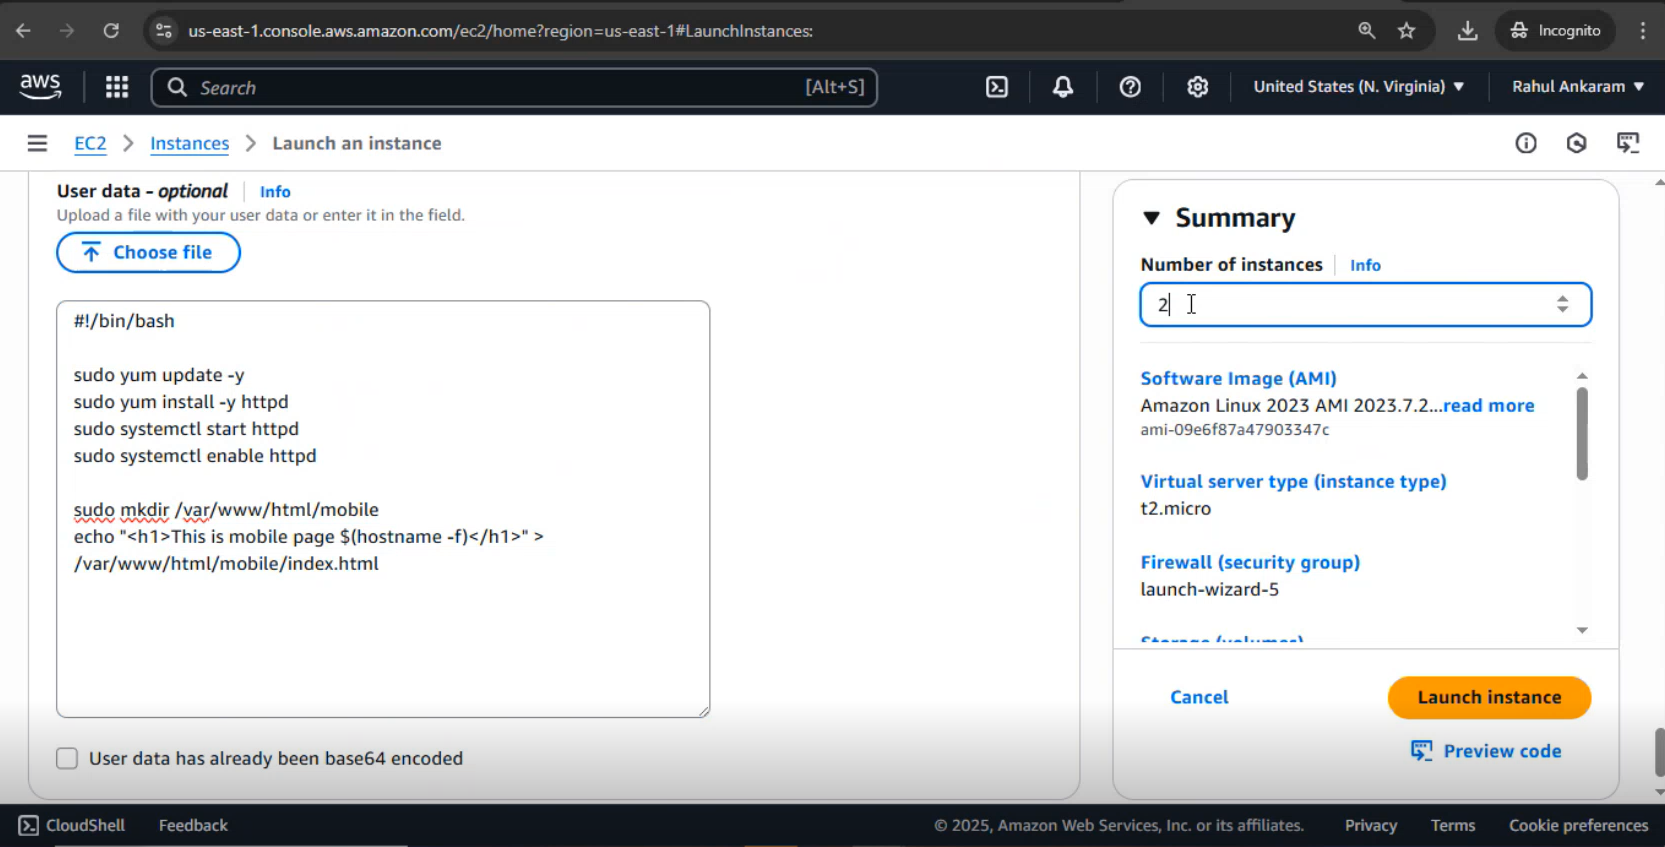 us-east-1.console.aws.amazon.com/ec2/home?region=us-east-1#LaunchInstances:
Incognito
aws
Search
[Alt+S]
United States (N. Virginia)
Rahul Ankaram
EC2 > Instances > Launch an instance
User data - optional
Info
Upload a file with your user data or enter it in the field.
Choose file
#!/bin/bash
sudo yum update -y
sudo yum install -y httpd
sudo systemctl start httpd
sudo systemctl enable httpd
sudo mkdir /var/www/html/mobile
echo "<h1>This is mobile page $(hostname -f)</h1>" >
/var/www/html/mobile/index.html
User data has already been base64 encoded
Summary
Number of instances
Info
2
Software Image (AMI)
Amazon Linux 2023 AMI 2023.7.2...read more
ami-09e6f87a47903347c
Virtual server type (instance type)
t2.micro
Firewall (security group)
launch-wizard-5
Storage (volumes)
Cancel
Launch instance
Preview code
CloudShell
Feedback
© 2025, Amazon Web Services, Inc. or its affiliates.
Privacy
Terms
Cookie preferences